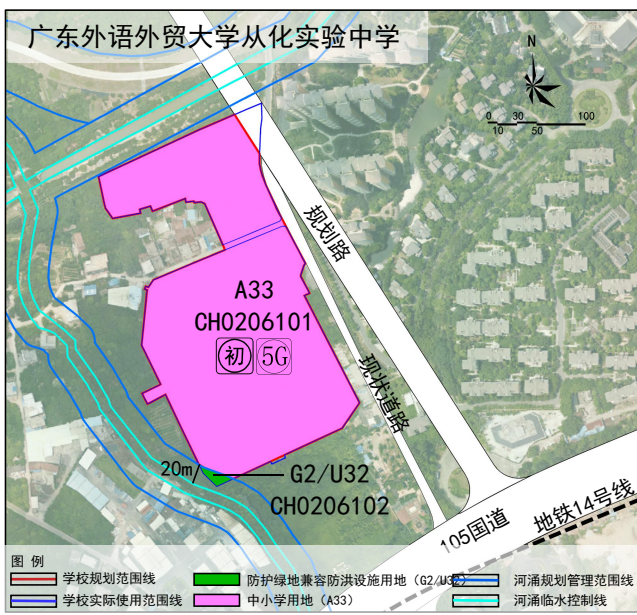 广东外语外贸大学从化实验中学
N
0 30 100
10 50
规划路
A33
CH0206101
初 5G
现状道路
20m
G2/U32
CH0206102
105国道
地铁14号线
图 例
学校规划范围线
防护绿地兼容防洪设施用地（G2/U32）
河涌规划管理范围线
学校实际使用范围线
中小学用地（A33）
河涌临水控制线